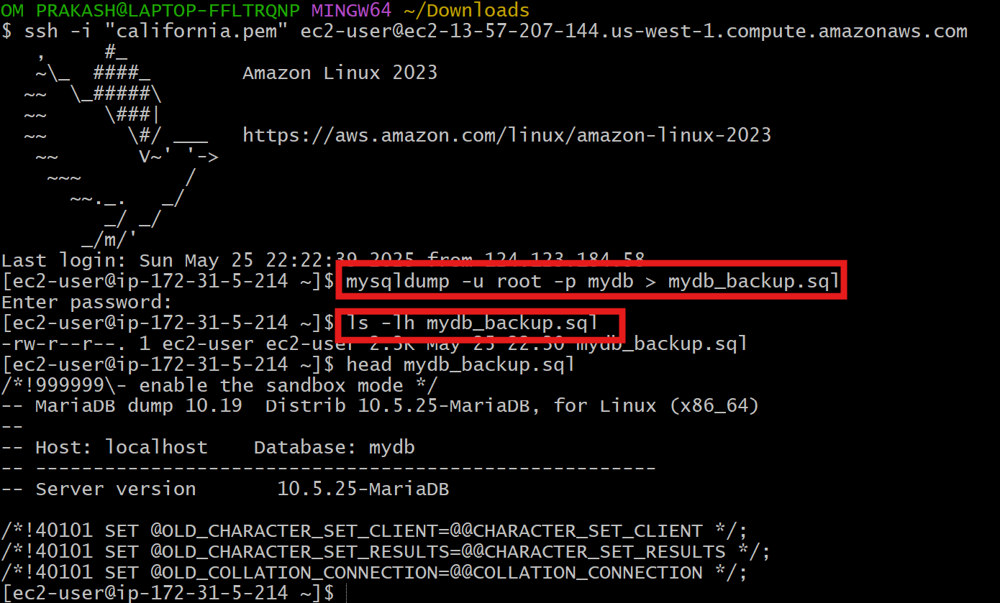 OM PRAKASH@LAPTOP-FFLTRQNP MINGW64 ~/Downloads
$ ssh -i "california.pem" ec2-user@ec2-13-57-207-144.us-west-1.compute.amazonaws.com
   ,     #_
   ~\_  ####_        Amazon Linux 2023
  ~~  \_#####\
  ~~     \###|
  ~~       \#/ ___   https://aws.amazon.com/linux/amazon-linux-2023
   ~~       V~' '->
    ~~~         /
      ~~._.   _/
         _/ _/
       _/m/'
Last login: Sun May 25 22:22:39 2025 from 124.123.184.58
[ec2-user@ip-172-31-5-214 ~]$ mysqldump -u root -p mydb > mydb_backup.sql
Enter password:
[ec2-user@ip-172-31-5-214 ~]$ ls -lh mydb_backup.sql
-rw-r--r--. 1 ec2-user ec2-user 2.3K May 25 22:30 mydb_backup.sql
[ec2-user@ip-172-31-5-214 ~]$ head mydb_backup.sql
/*!999999\- enable the sandbox mode */
-- MariaDB dump 10.19  Distrib 10.5.25-MariaDB, for Linux (x86_64)
--
-- Host: localhost    Database: mydb
-- ------------------------------------------------------
-- Server version       10.5.25-MariaDB

/*!40101 SET @OLD_CHARACTER_SET_CLIENT=@@CHARACTER_SET_CLIENT */;
/*!40101 SET @OLD_CHARACTER_SET_RESULTS=@@CHARACTER_SET_RESULTS */;
/*!40101 SET @OLD_COLLATION_CONNECTION=@@COLLATION_CONNECTION */;
[ec2-user@ip-172-31-5-214 ~]$